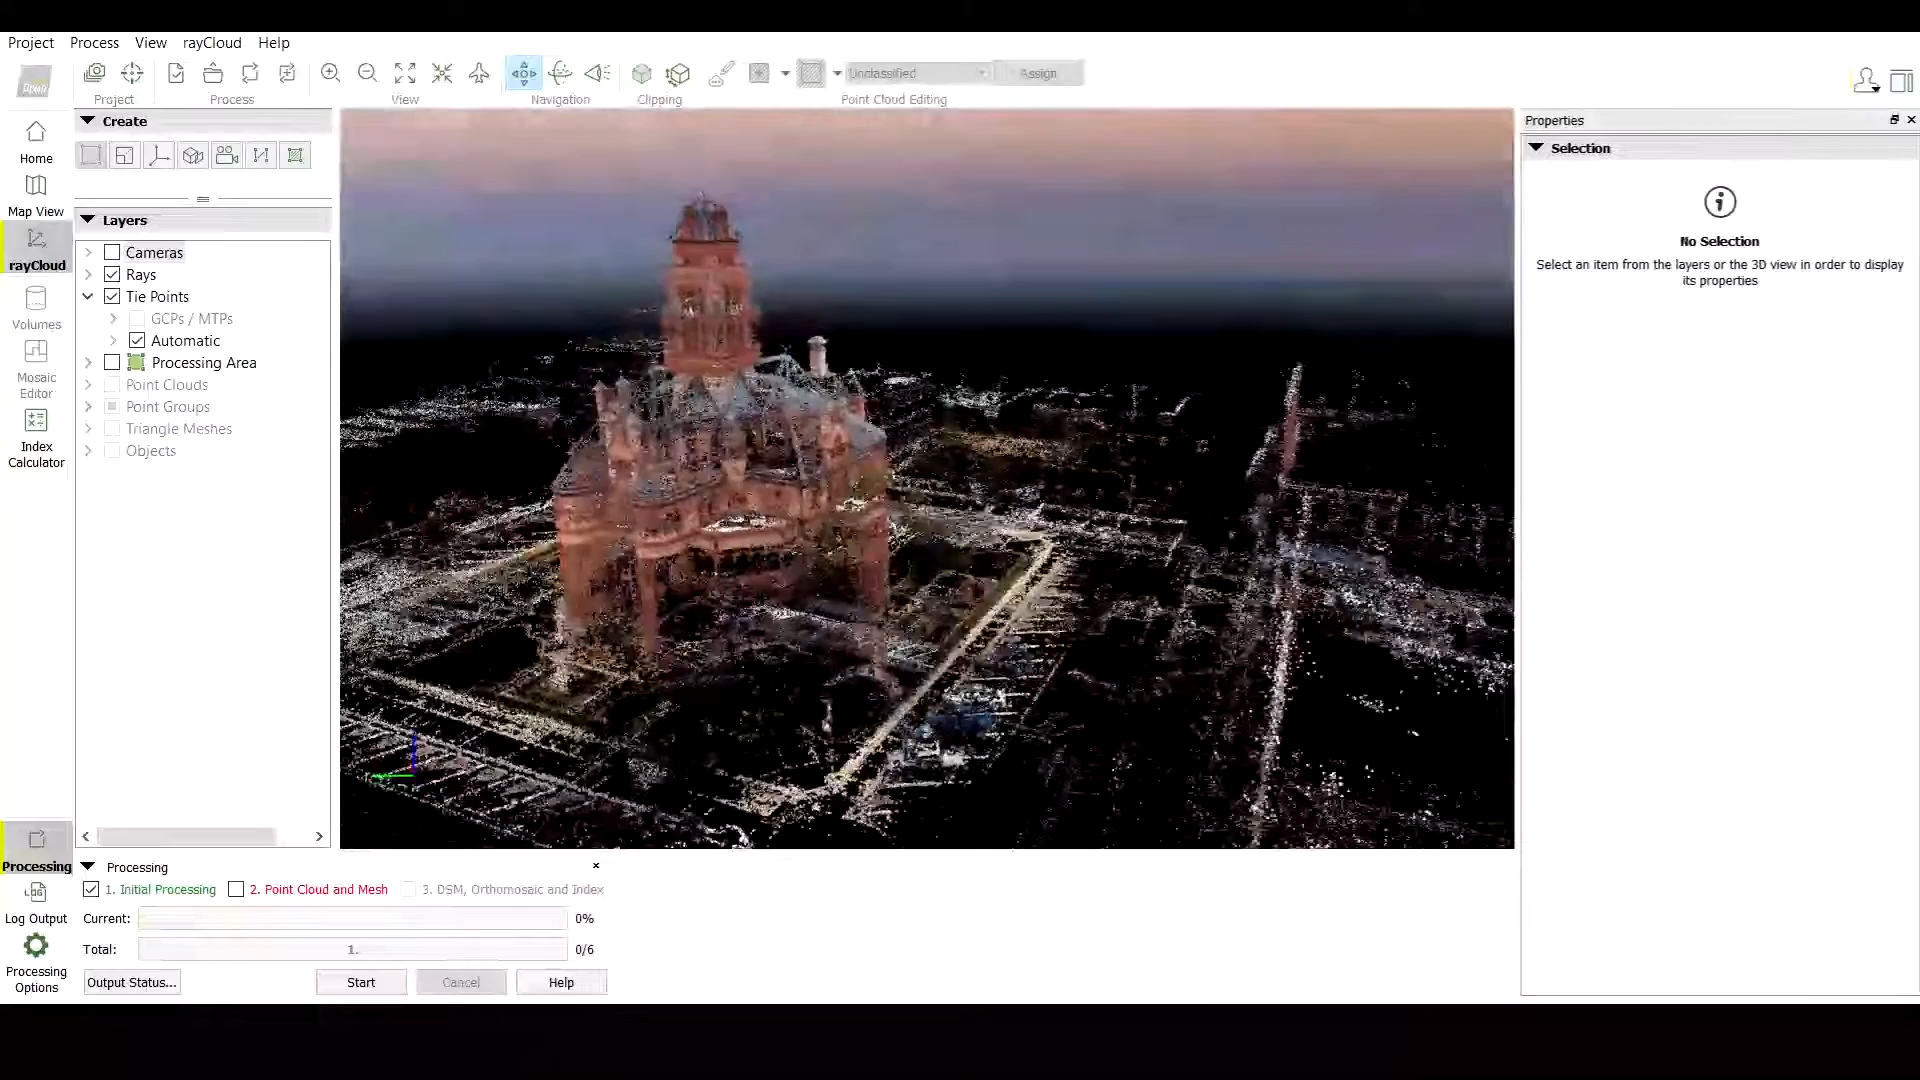 Project Process View rayCloud Help
Project Process View Navigation Clipping Point Cloud Editing
Unclassified Assign
Home
Map View
rayCloud
Volumes
Mosaic
Editor
Index
Calculator
Create
Layers
Cameras
Rays
Tie Points
GCPs / MTPs
Automatic
Processing Area
Point Clouds
Point Groups
Triangle Meshes
Objects
Properties
Selection
No Selection
Select an item from the layers or the 3D view in order to display
its properties
Processing
Log Output
Processing
Options
Processing
1. Initial Processing 2. Point Cloud and Mesh 3. DSM, Orthomosaic and Index
Current: 0%
Total: 1. 0/6
Output Status... Start Cancel Help